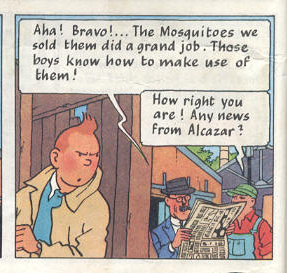 Aha! Bravo!... The Mosquitoes we
sold them did a grand job. Those
boys know how to make use of
them!
How right you
are! Any news
from Alcazar?